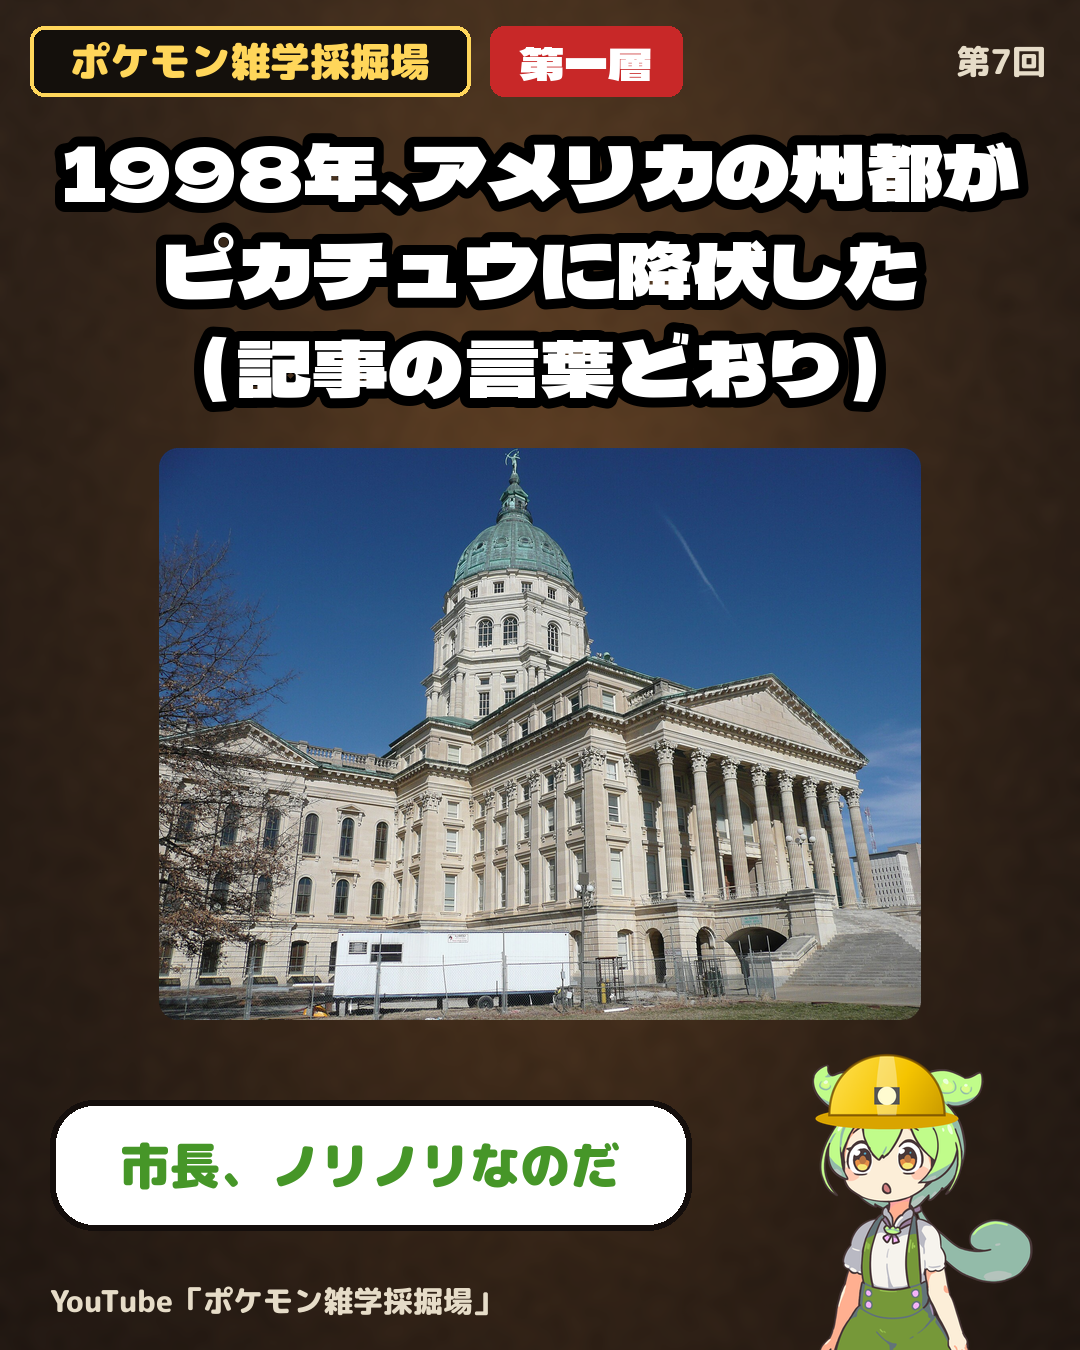 ポケモン雑学採掘場
第一層
第7回
1998年、アメリカの州都が
ピカチュウに降伏した
(記事の言葉どおり)
市長、ノリノリなのだ
YouTube「ポケモン雑学採掘場」